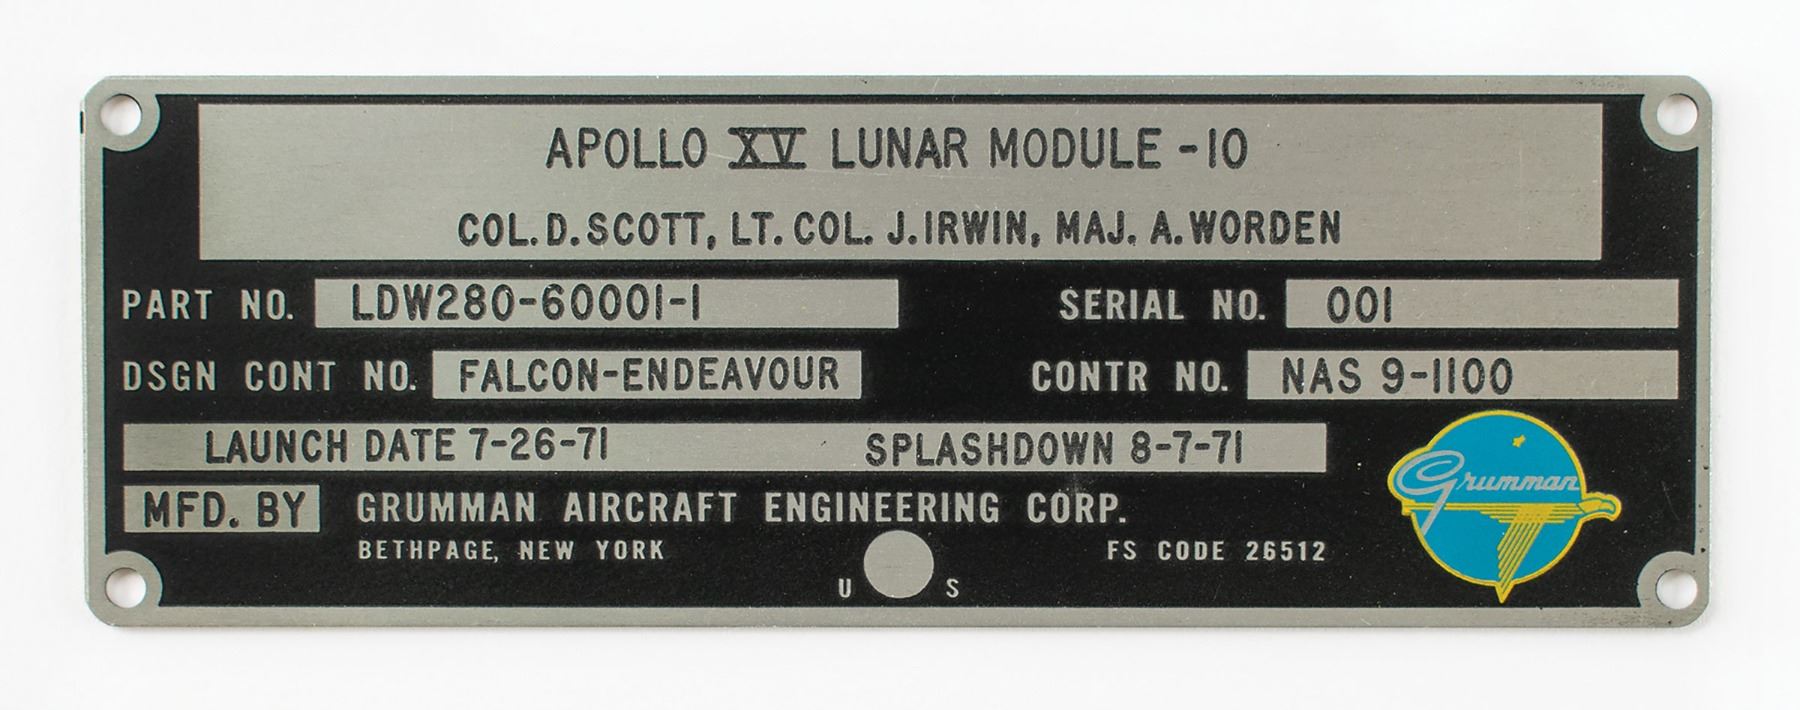 APOLLO XV LUNAR MODULE -10
COL. D. SCOTT, LT. COL. J. IRWIN, MAJ. A. WORDEN
PART NO. LDW280-60001-1 SERIAL NO. 001
DSGN CONT NO. FALCON-ENDEAVOUR CONTR NO. NAS 9-1100
LAUNCH DATE 7-26-71 SPLASHDOWN 8-7-71
MFD. BY GRUMMAN AIRCRAFT ENGINEERING CORP.
BETHPAGE, NEW YORK FS CODE 26512
U S
Grumman